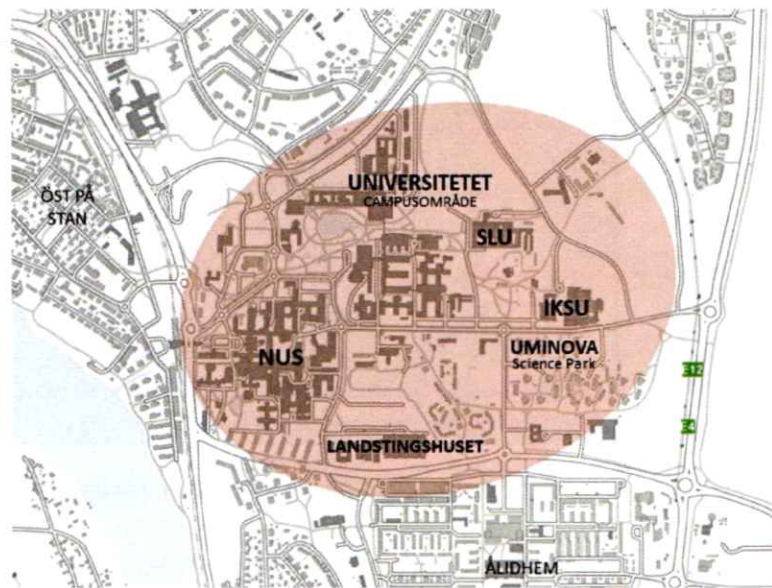 UNIVERSITETET
CAMPUSOMRÅDE
ÖST PÅ
STAN
SLU
IKSU
NUS
UMINOVA
Science Park
E12
E4
LANDSTINGSHUSET
ÅLIDHEM